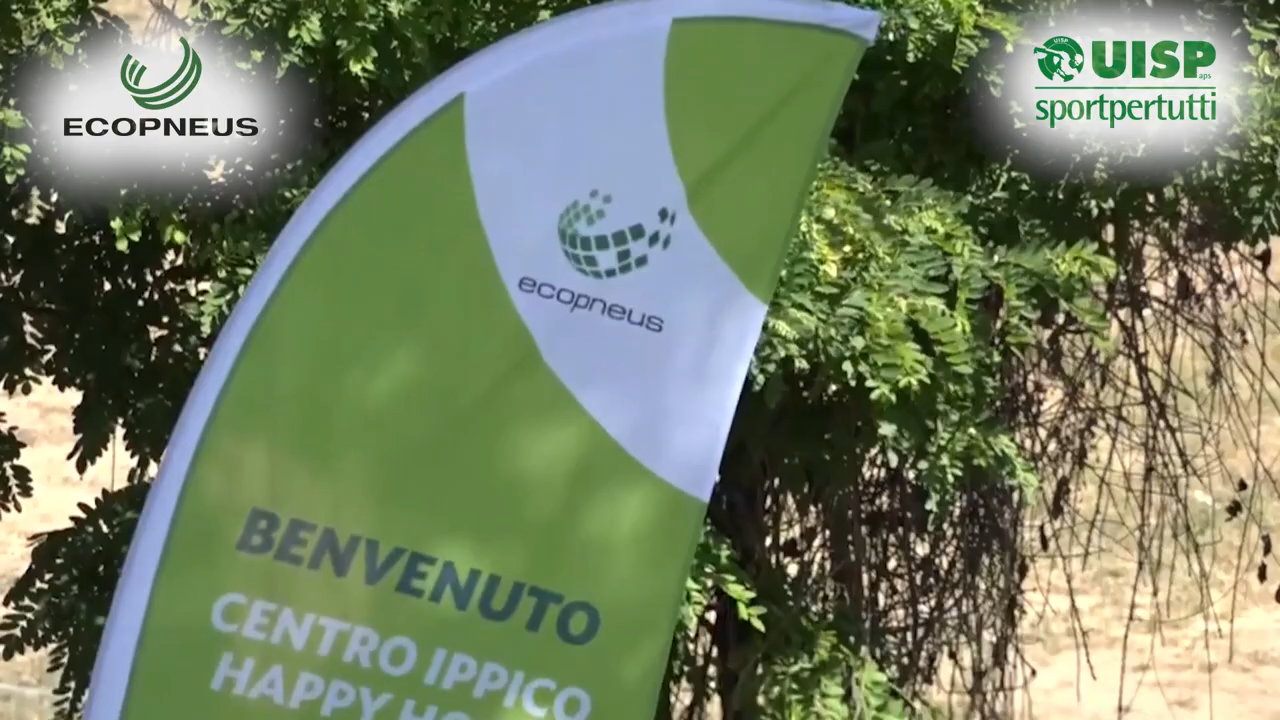 ECOPNEUS
UISP
aps
sportpertutti
ecopneus
BENVENUTO
CENTRO IPPICO
HAPPY